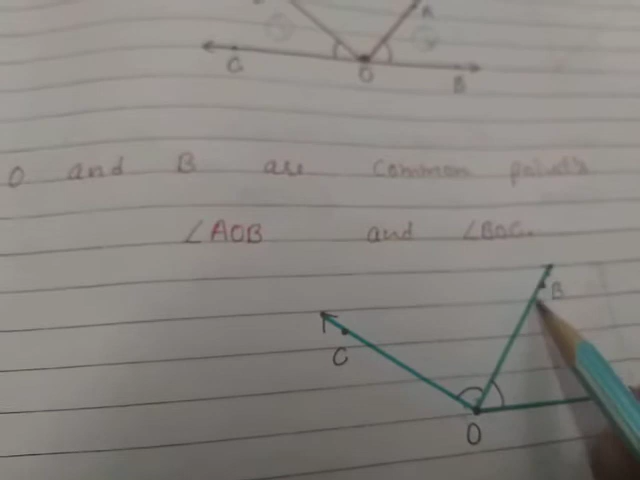 A
C O B
O and B are common points
∠AOB and ∠BOC.
B
C
O